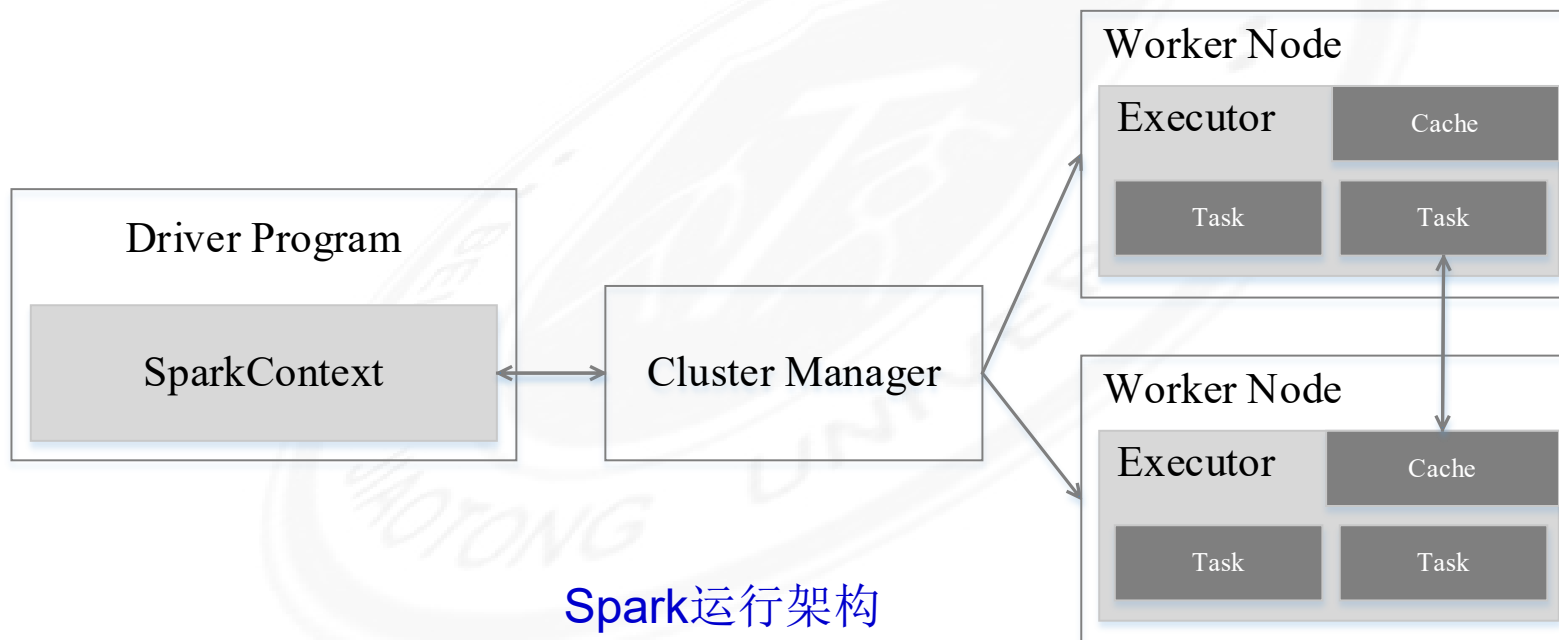 Worker Node
Executor
Cache
Task
Task
Driver Program
SparkContext
Cluster Manager
Worker Node
Executor
Cache
Task
Task
Spark运行架构
JIAOTONG